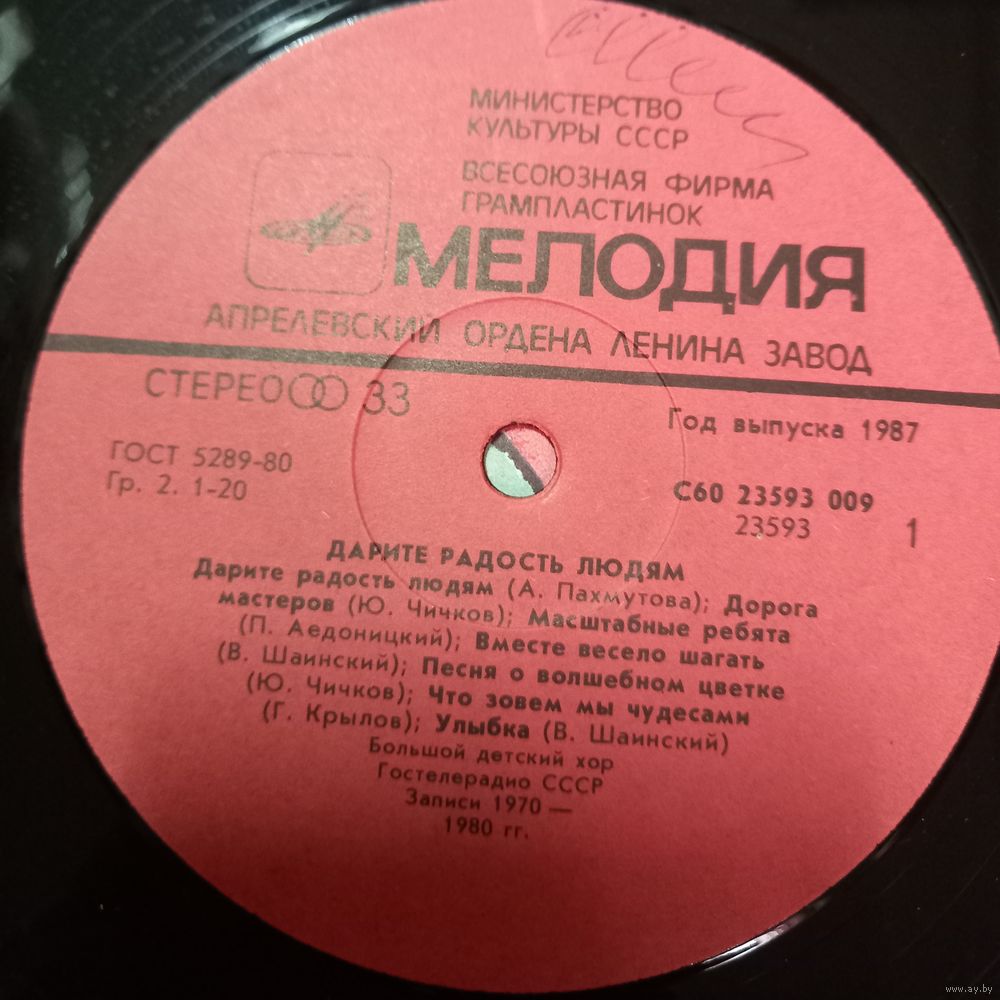 МИНИСТЕРСТВО
КУЛЬТУРЫ СССР
ВСЕСОЮЗНАЯ ФИРМА
ГРАМПЛАСТИНОК
МЕЛОДИЯ
АПРЕЛЕВСКИЙ ОРДЕНА ЛЕНИНА ЗАВОД
СТЕРЕО 33
Год выпуска 1987
ГОСТ 5289-80
Гр. 2. 1-20
С60 23593 009
23593
1
ДАРИТЕ РАДОСТЬ ЛЮДЯМ
Дарите радость людям (А. Пахмутова); Дорога
мастеров (Ю. Чичков); Масштабные ребята
(П. Аедоницкий); Вместе весело шагать
(В. Шаинский); Песня о волшебном цветке
(Ю. Чичков); Что зовем мы чудесами
(Г. Крылов); Улыбка (В. Шаинский)
Большой детский хор
Гостелерадио СССР
Записи 1970 —
1980 гг.
www.ay.by